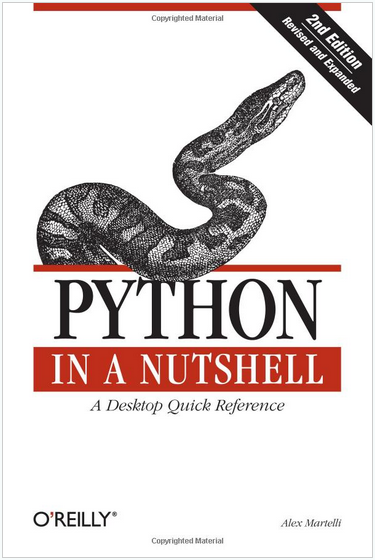 Copyrighted Material
2nd Edition
Revised and Expanded
PYTHON
IN A NUTSHELL
A Desktop Quick Reference
O'REILLY®
Alex Martelli
Copyrighted Material